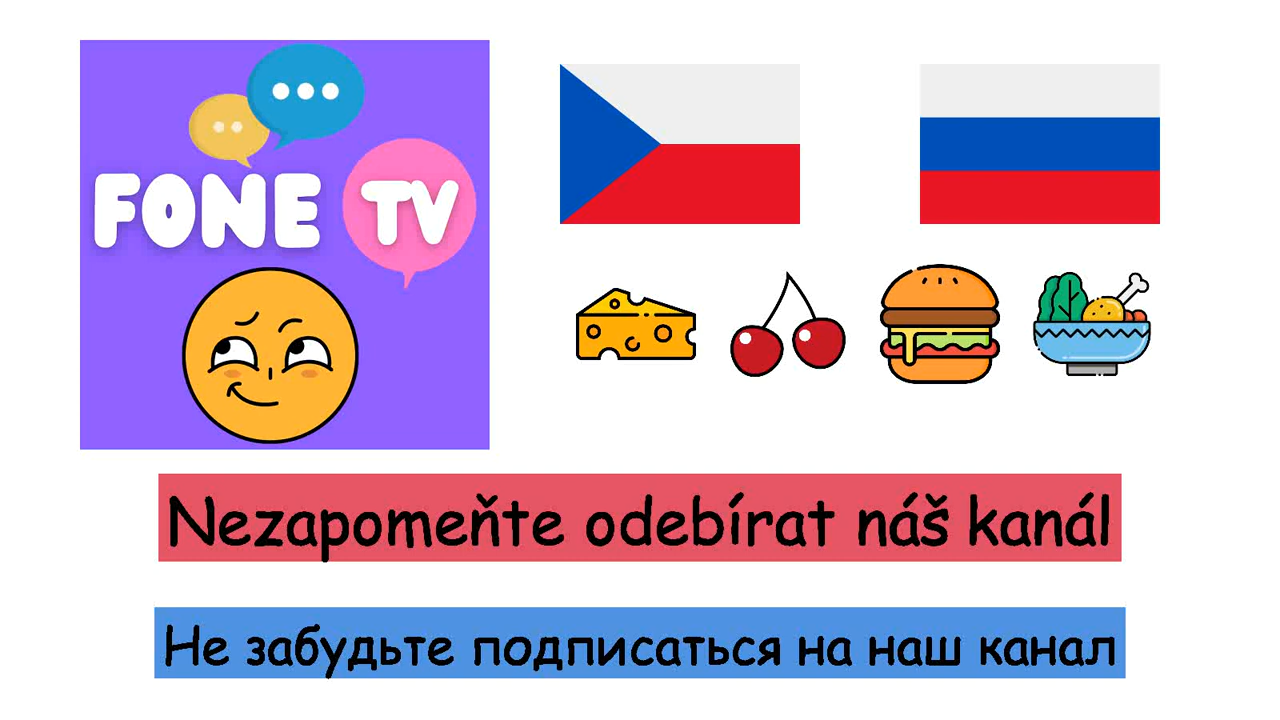 FONE TV
Nezapomeňte odebírat náš kanál
Не забудьте подписаться на наш канал